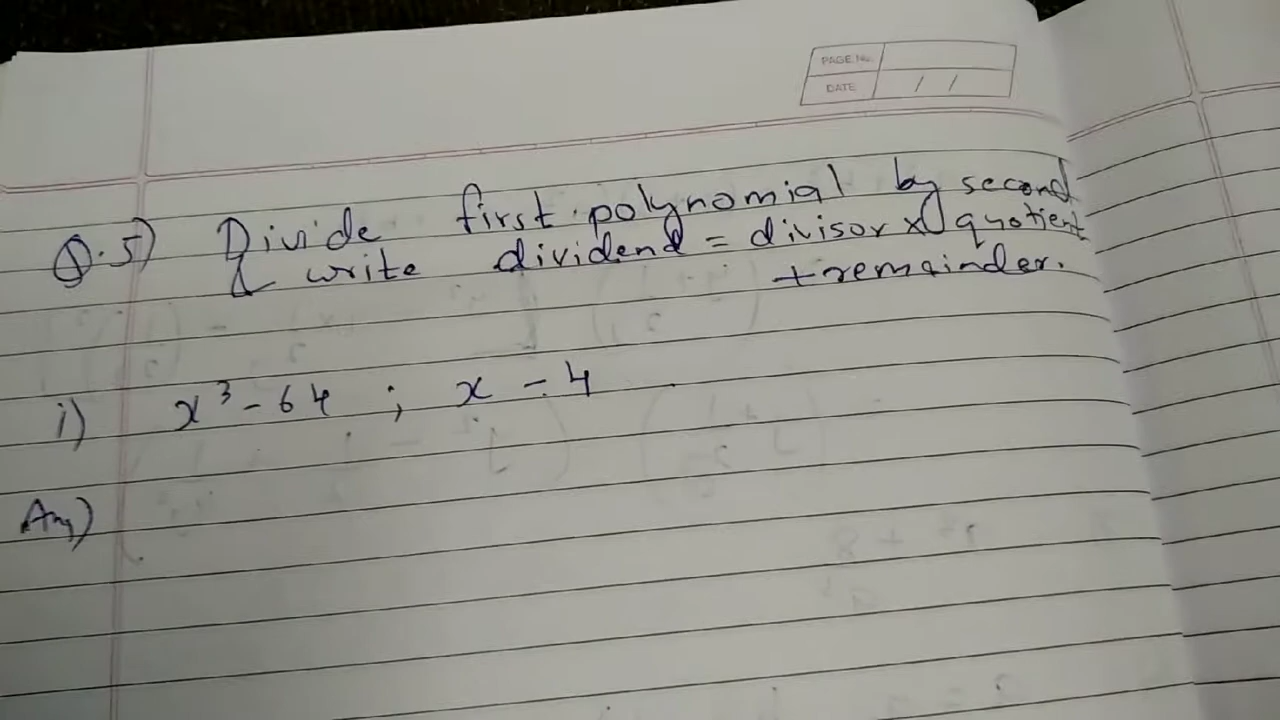 PAGE No.
DATE / /
Q.5) Divide first polynomial by second
& write dividend = divisor x quotient
+ remainder.
i) x³ - 64 ; x - 4
Ans)